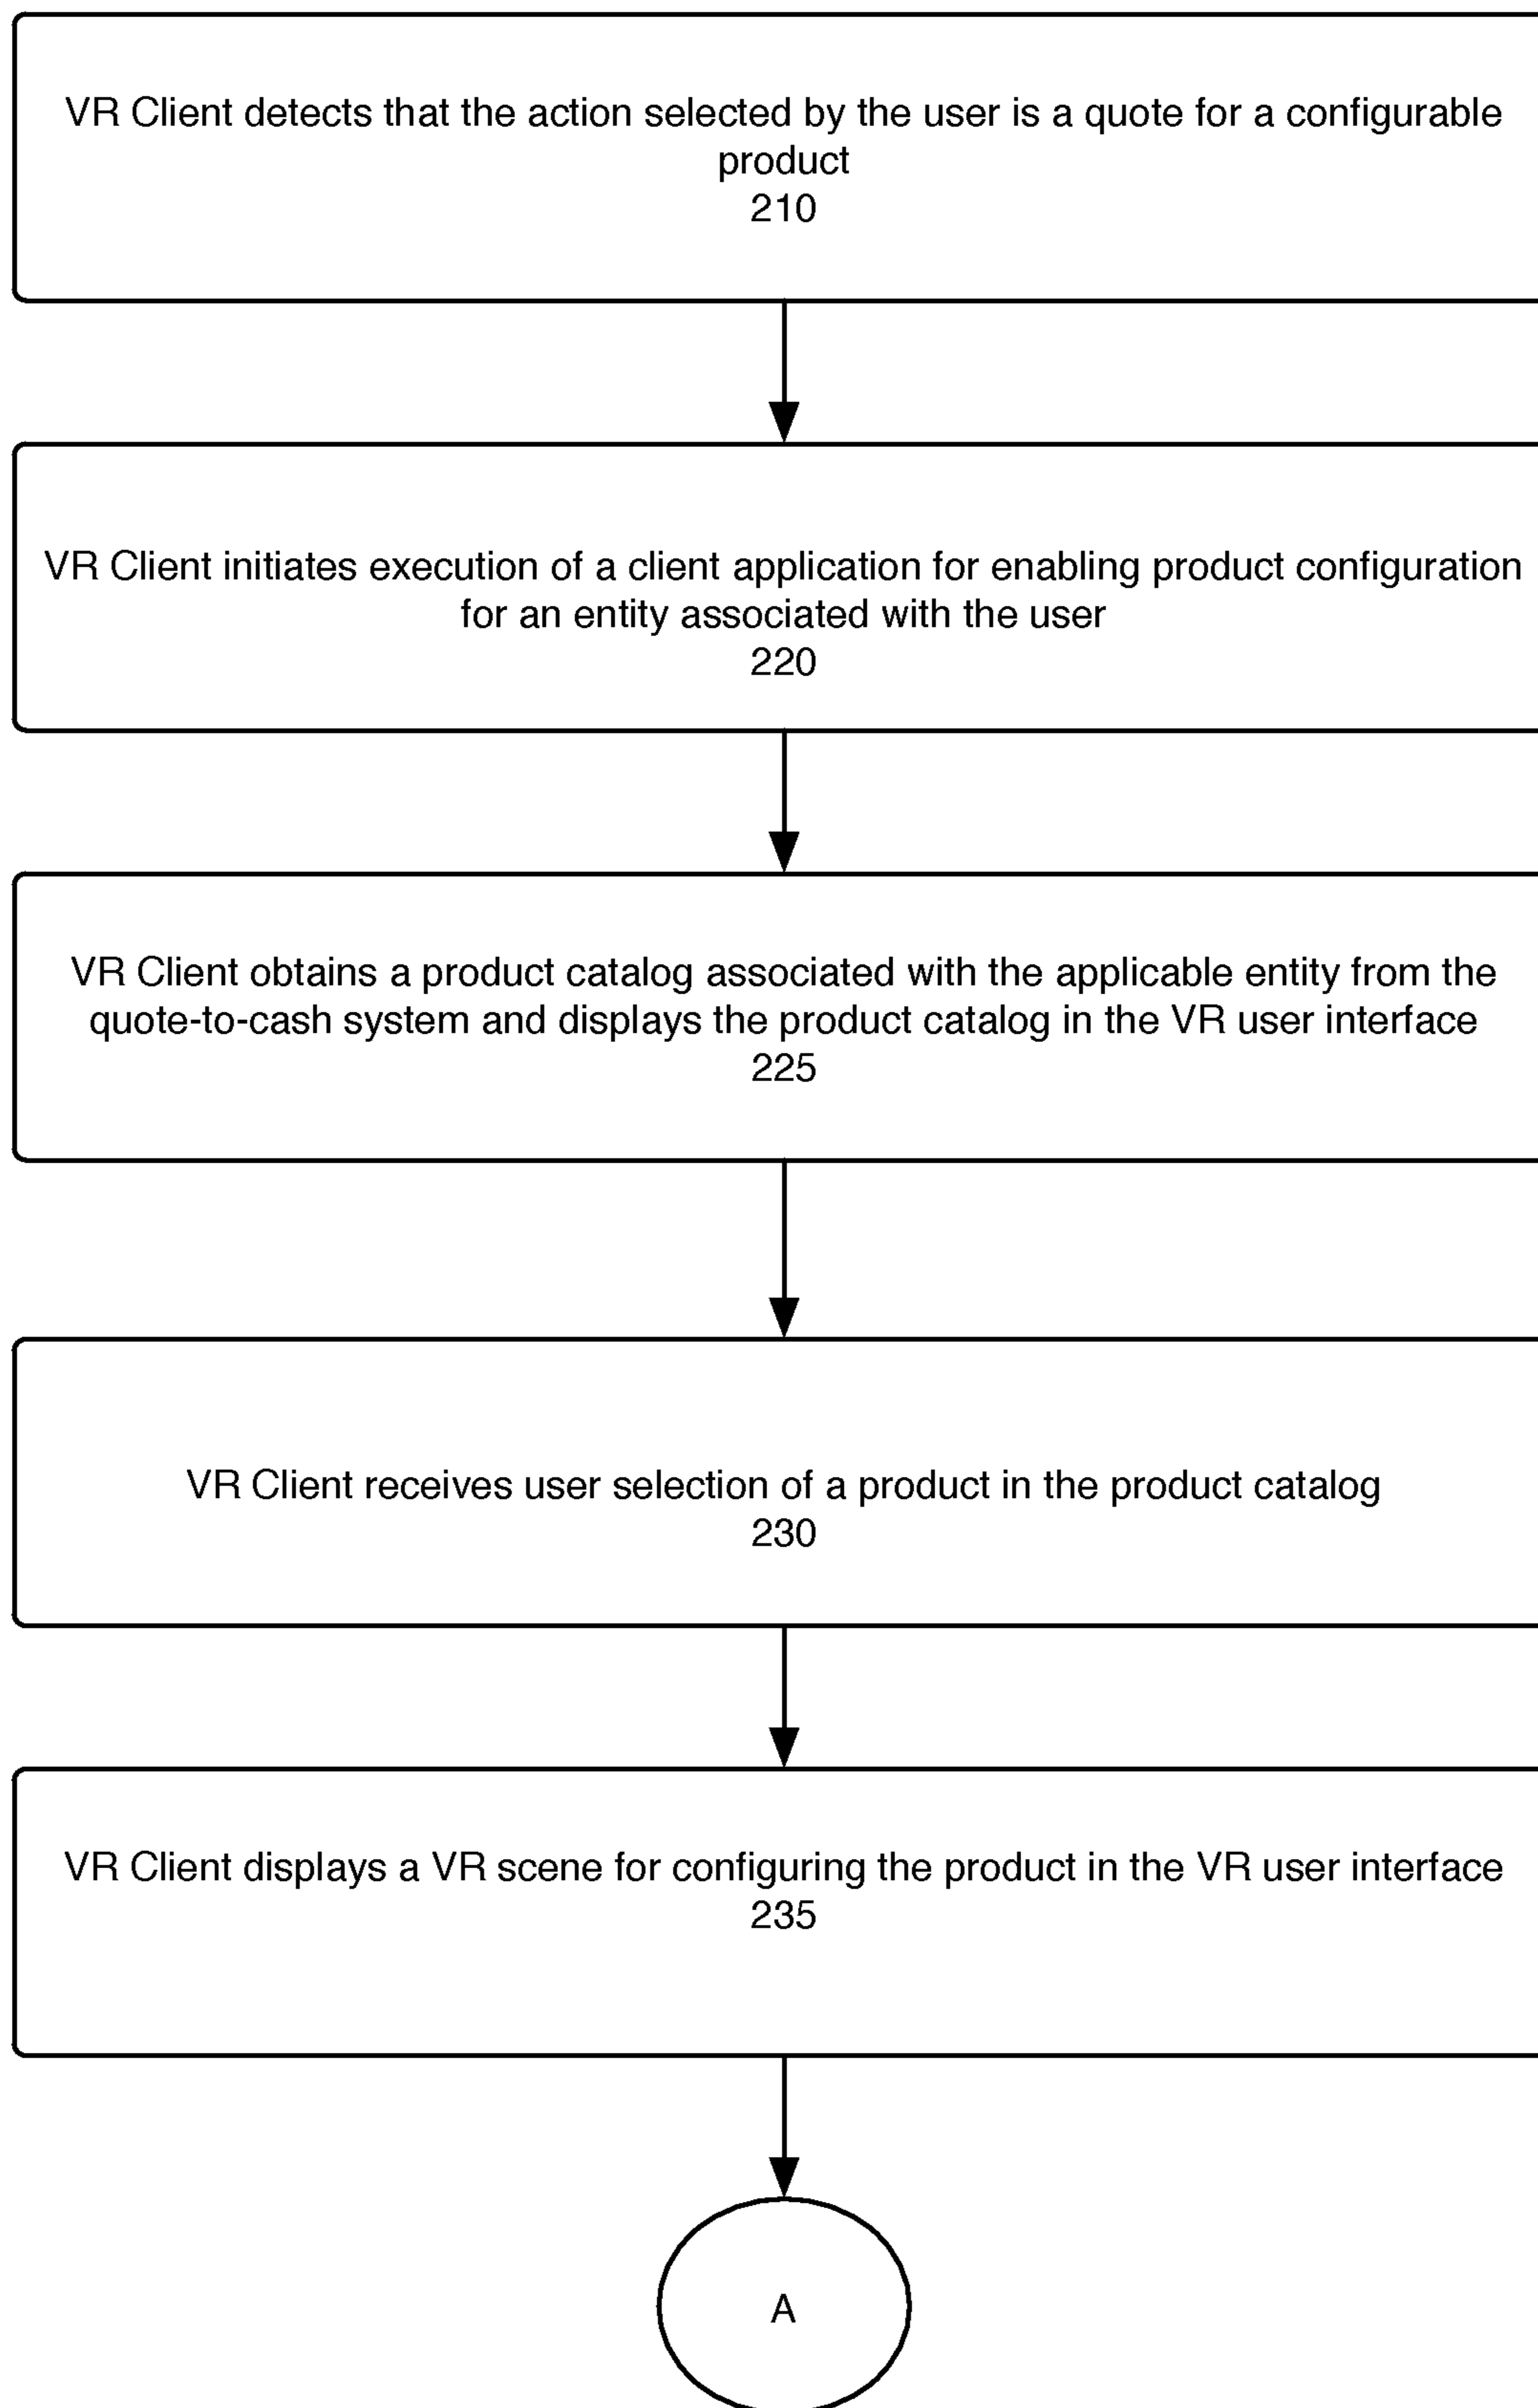 VR Client detects that the action selected by the user is a quote for a configurable
product
210
VR Client initiates execution of a client application for enabling product configuration
for an entity associated with the user
220
VR Client obtains a product catalog associated with the applicable entity from the
quote-to-cash system and displays the product catalog in the VR user interface
225
VR Client receives user selection of a product in the product catalog
230
VR Client displays a VR scene for configuring the product in the VR user interface
235
A